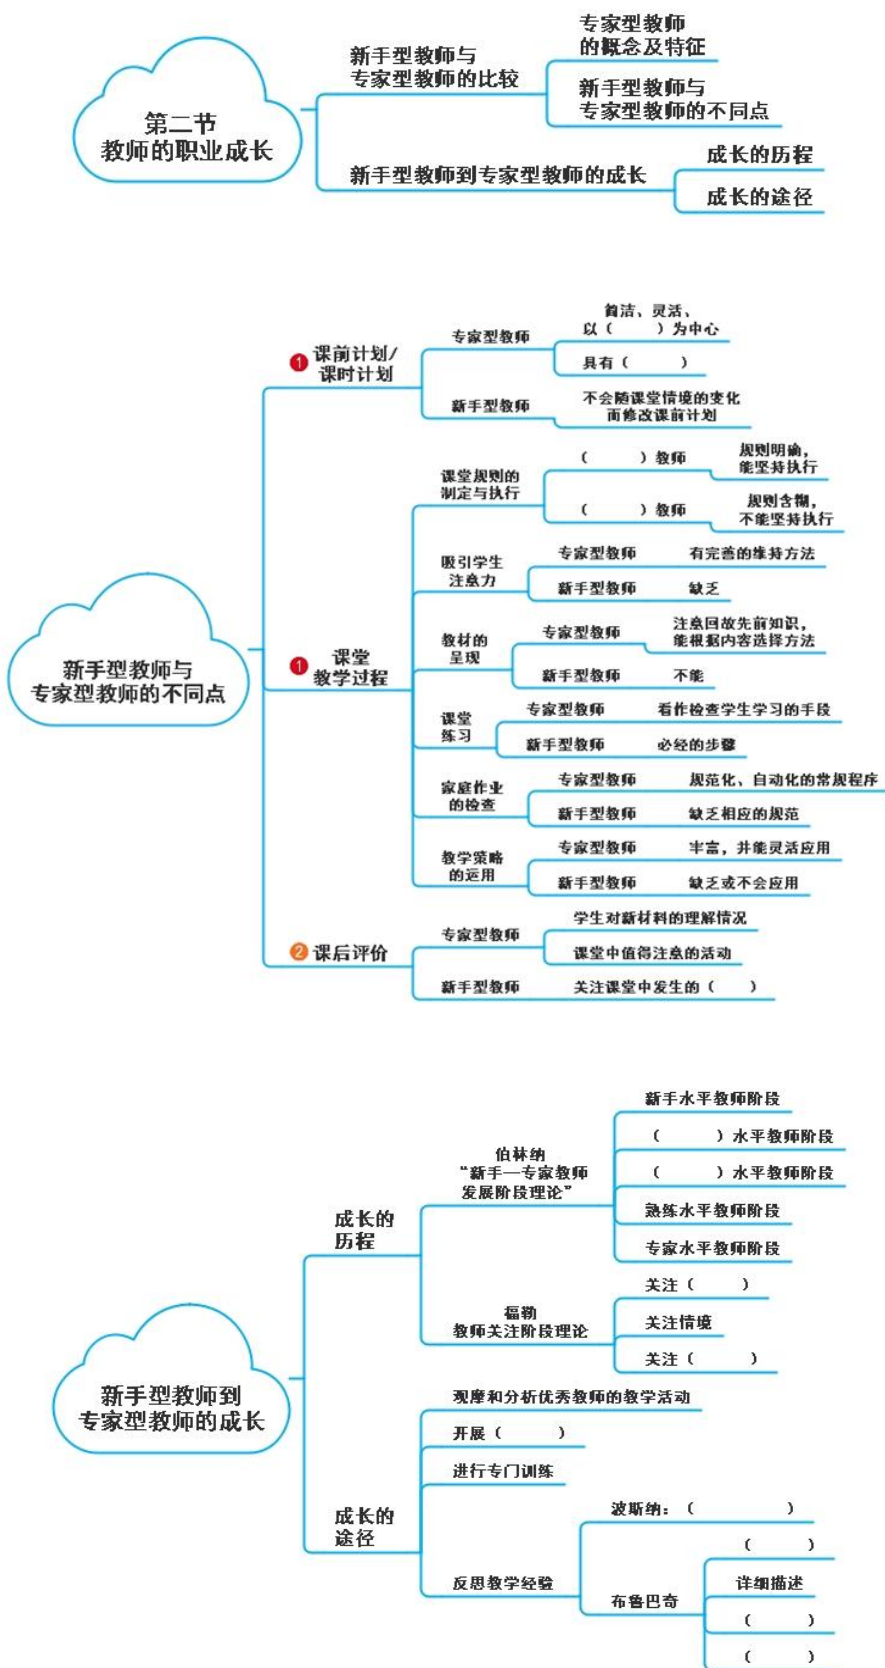 第二节
教师的职业成长
新手型教师与
专家型教师的比较
专家型教师
的概念及特征
新手型教师与
专家型教师的不同点
新手型教师到专家型教师的成长
成长的历程
成长的途径
新手型教师与
专家型教师的不同点
1 课前计划/
课时计划
专家型教师
简洁、灵活、
以（　　）为中心
具有（　　　）
新手型教师
不会随课堂情境的变化
而修改课前计划
1 课堂
教学过程
课堂规则的
制定与执行
（　　　）教师
规则明确，
能坚持执行
（　　　）教师
规则含糊，
不能坚持执行
吸引学生
注意力
专家型教师
有完善的维持方法
新手型教师
缺乏
教材的
呈现
专家型教师
注意回故先前知识，
能根据内容选择方法
新手型教师
不能
课堂
练习
专家型教师
看作检查学生学习的手段
新手型教师
必经的步骤
家庭作业
的检查
专家型教师
规范化、自动化的常规程序
新手型教师
缺乏相应的规范
教学策略
的运用
专家型教师
丰富，并能灵活应用
新手型教师
缺乏或不会应用
2 课后评价
专家型教师
学生对新材料的理解情况
课堂中值得注意的活动
新手型教师
关注课堂中发生的（　　）
新手型教师到
专家型教师的成长
成长的
历程
伯林纳
“新手—专家教师
发展阶段理论”
新手水平教师阶段
（　　　）水平教师阶段
（　　　）水平教师阶段
熟练水平教师阶段
专家水平教师阶段
福勒
教师关注阶段理论
关注（　　　）
关注情境
关注（　　　）
成长的
途径
观摩和分析优秀教师的教学活动
开展（　　　）
进行专门训练
反思教学经验
波斯纳：（　　　　　）
布鲁巴奇
（　　　）
详细描述
（　　　）
（　　　）